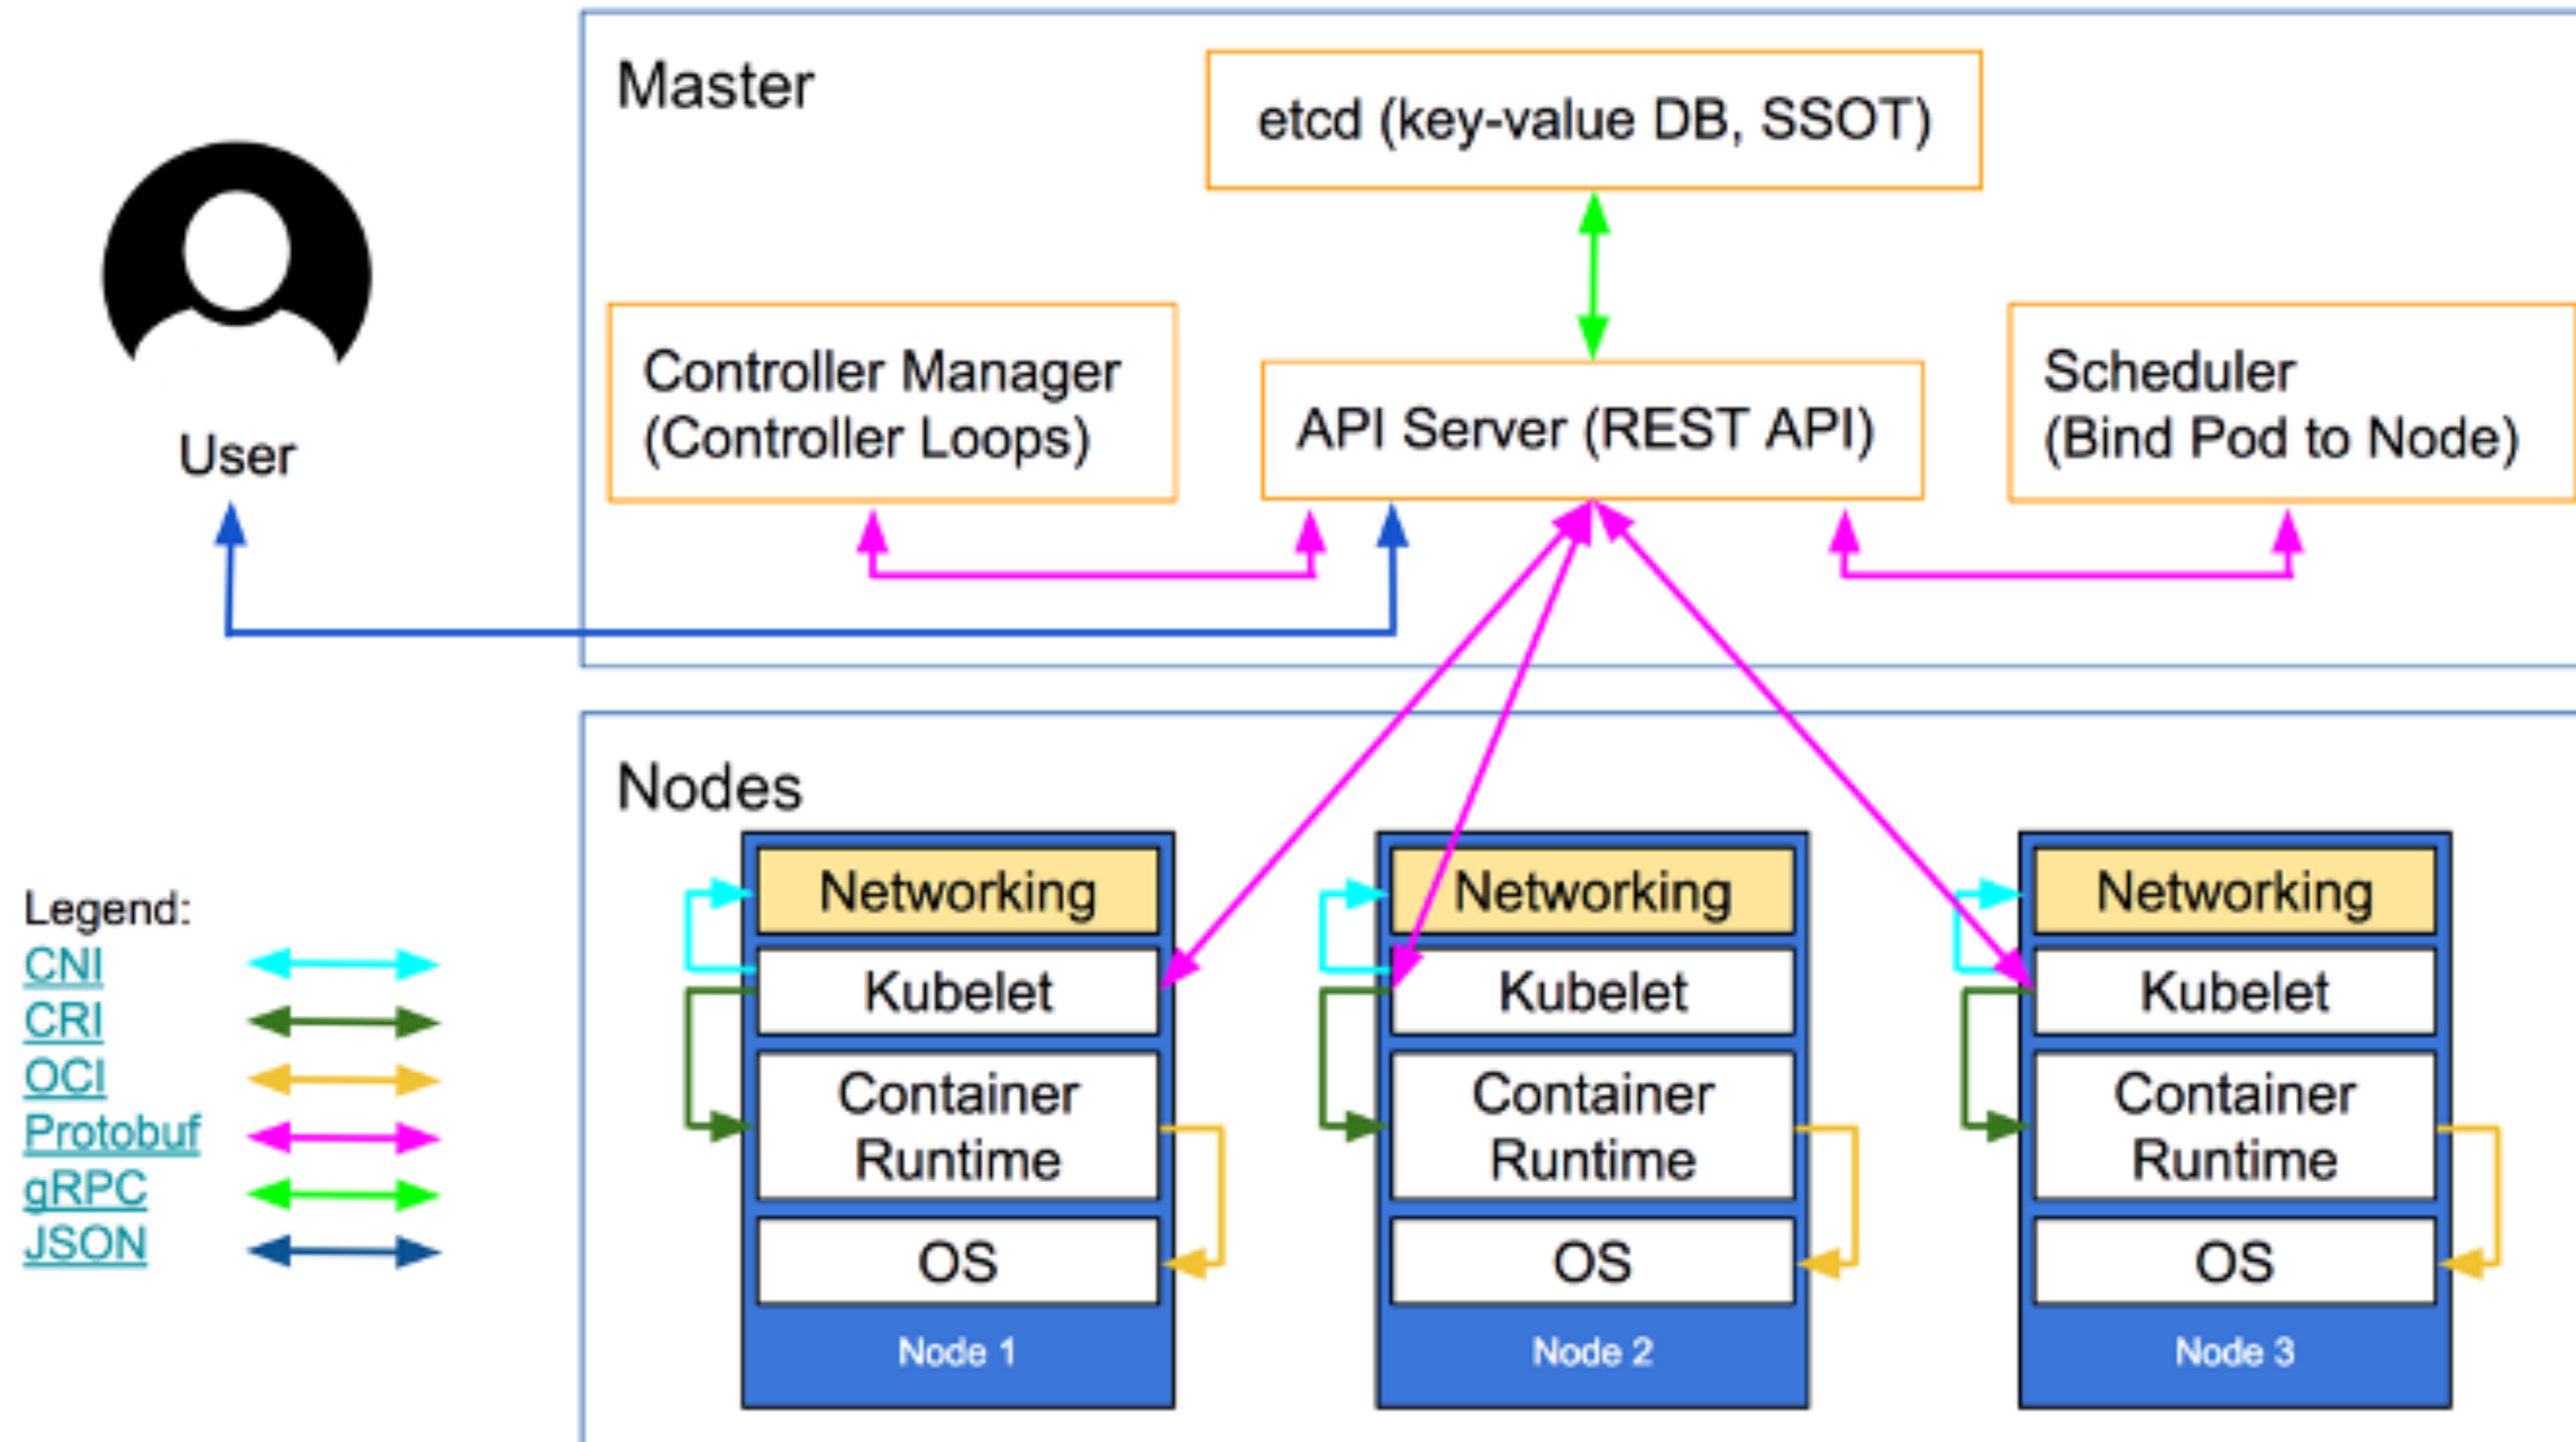 Master
etcd (key-value DB, SSOT)
Controller Manager
(Controller Loops)
API Server (REST API)
Scheduler
(Bind Pod to Node)
User
Nodes
Legend:
CNI
CRI
OCI
Protobuf
gRPC
JSON
Networking
Kubelet
Container
Runtime
OS
Node 1
Networking
Kubelet
Container
Runtime
OS
Node 2
Networking
Kubelet
Container
Runtime
OS
Node 3